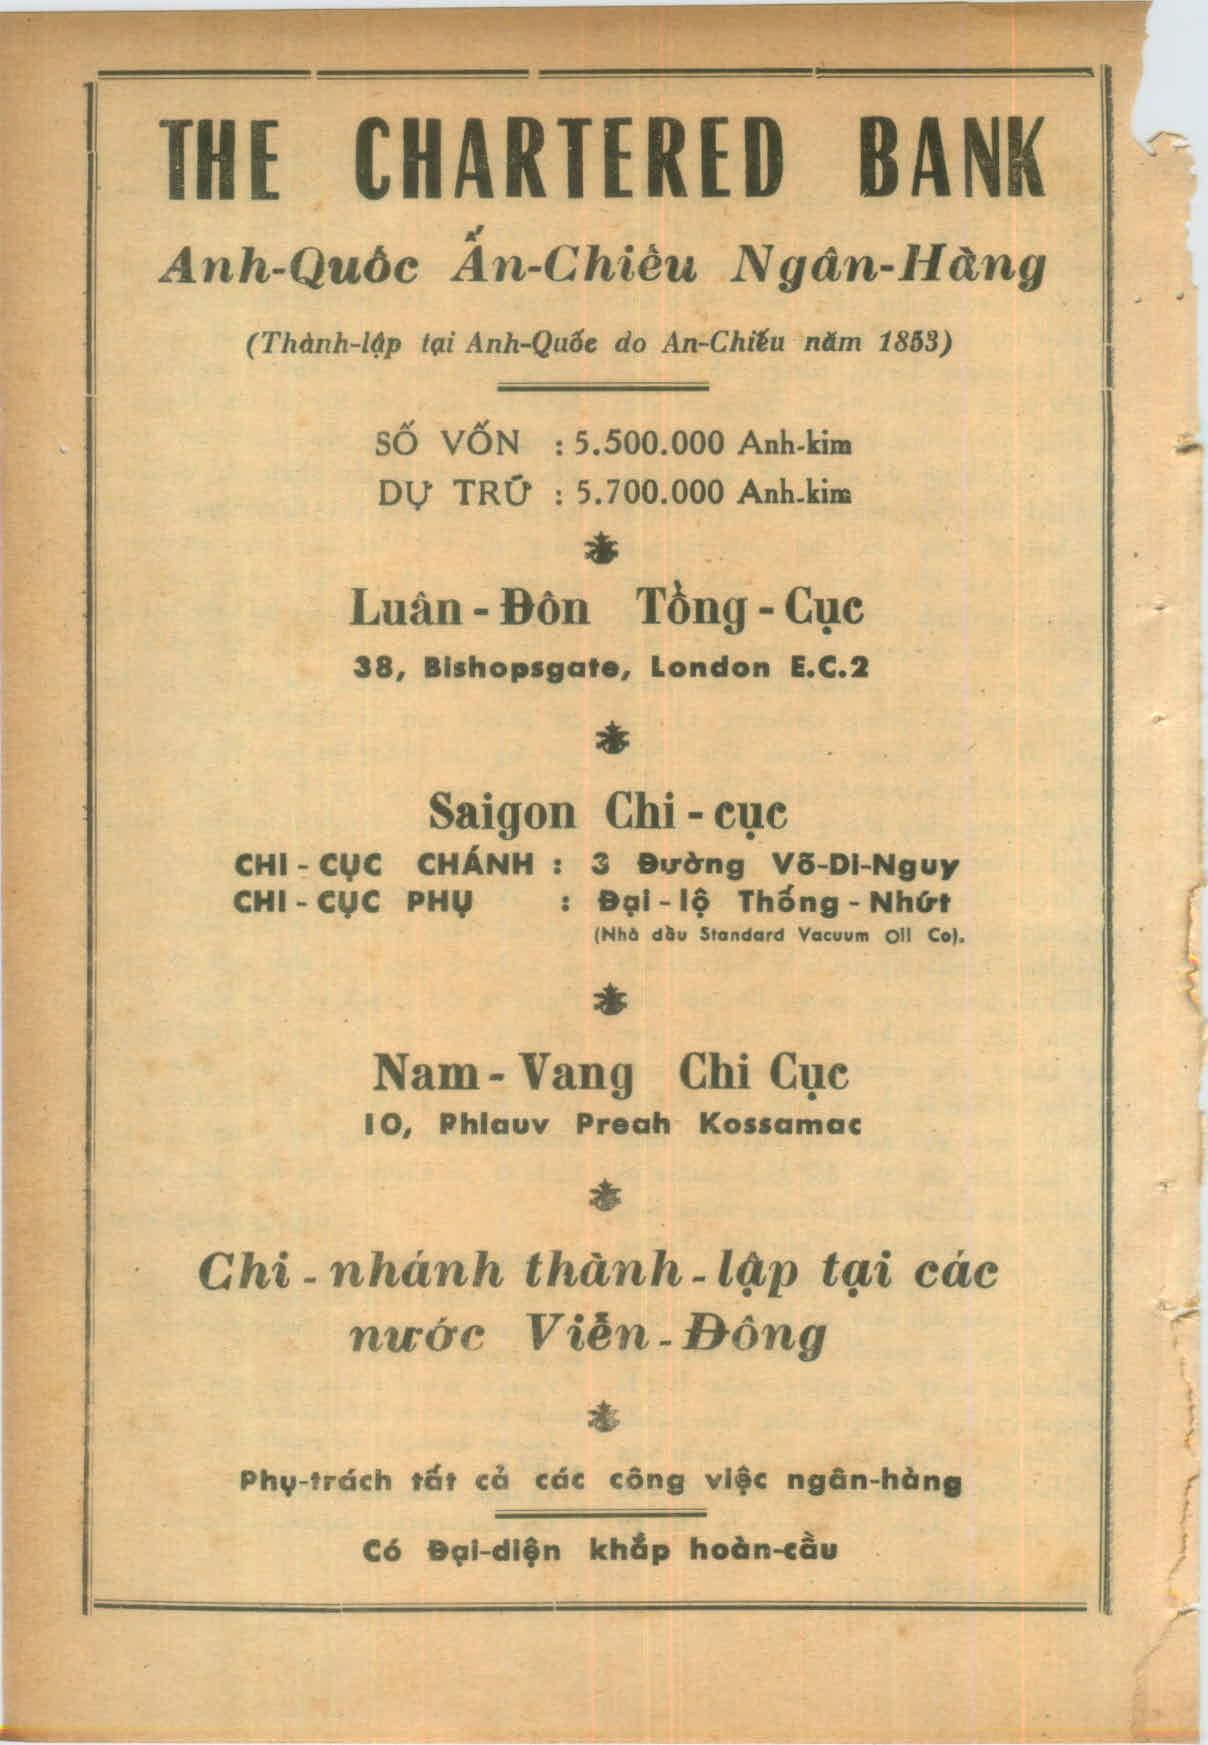 THE CHARTERED BANK
Anh-Quốc Ấn-Chiếu Ngân-Hàng
(Thành-lập tại Anh-Quốc do An-Chiếu năm 1853)
SỐ VỐN : 5.500.000 Anh-kim
DỰ TRỮ : 5.700.000 Anh-kim
Luân - Đôn Tổng - Cục
38, Bishopsgate, London E.C.2
Saigon Chi - cục
CHI - CỤC CHÁNH : 3 Đường Võ-Di-Nguy
CHI - CỤC PHỤ : Đại - lộ Thống - Nhứt
(Nhà dầu Standard Vacuum Oil Co).
Nam - Vang Chi Cục
10, Phlauv Preah Kossamac
Chi - nhánh thành - lập tại các
nước Viễn - Đông
Phụ-trách tất cả các công việc ngân-hàng
Có Đại-diện khắp hoàn-cầu